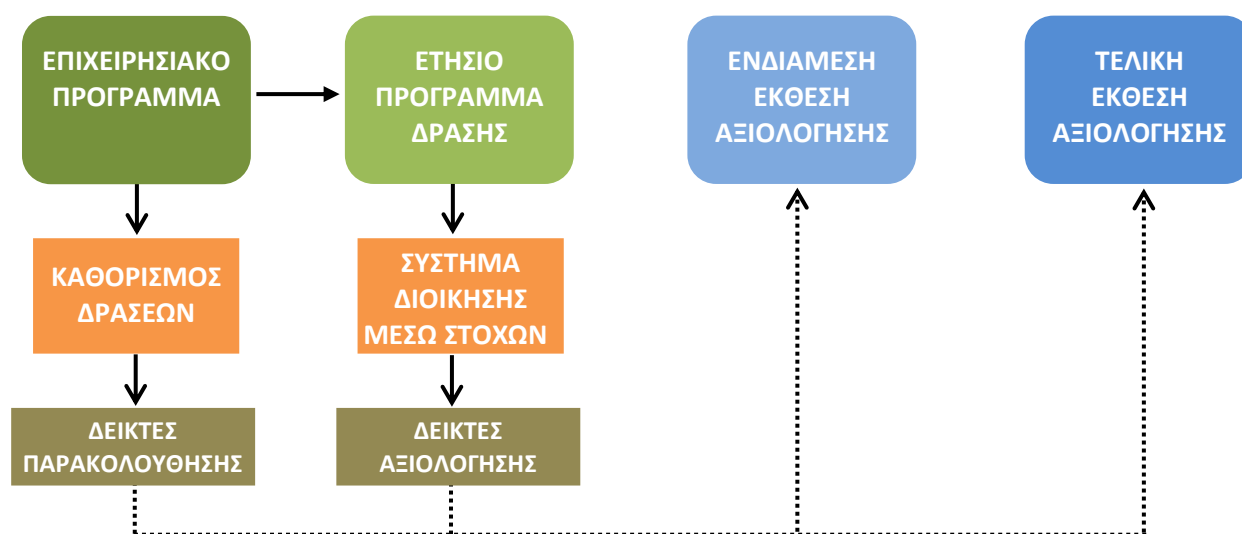 ΕΠΙΧΕΙΡΗΣΙΑΚΟ
ΠΡΟΓΡΑΜΜΑ
ΕΤΗΣΙΟ
ΠΡΟΓΡΑΜΜΑ
ΔΡΑΣΗΣ
ΕΝΔΙΑΜΕΣΗ
ΕΚΘΕΣΗ
ΑΞΙΟΛΟΓΗΣΗΣ
ΤΕΛΙΚΗ
ΕΚΘΕΣΗ
ΑΞΙΟΛΟΓΗΣΗΣ
ΚΑΘΟΡΙΣΜΟΣ
ΔΡΑΣΕΩΝ
ΣΥΣΤΗΜΑ
ΔΙΟΙΚΗΣΗΣ
ΜΕΣΩ ΣΤΟΧΩΝ
ΔΕΙΚΤΕΣ
ΠΑΡΑΚΟΛΟΥΘΗΣΗΣ
ΔΕΙΚΤΕΣ
ΑΞΙΟΛΟΓΗΣΗΣ